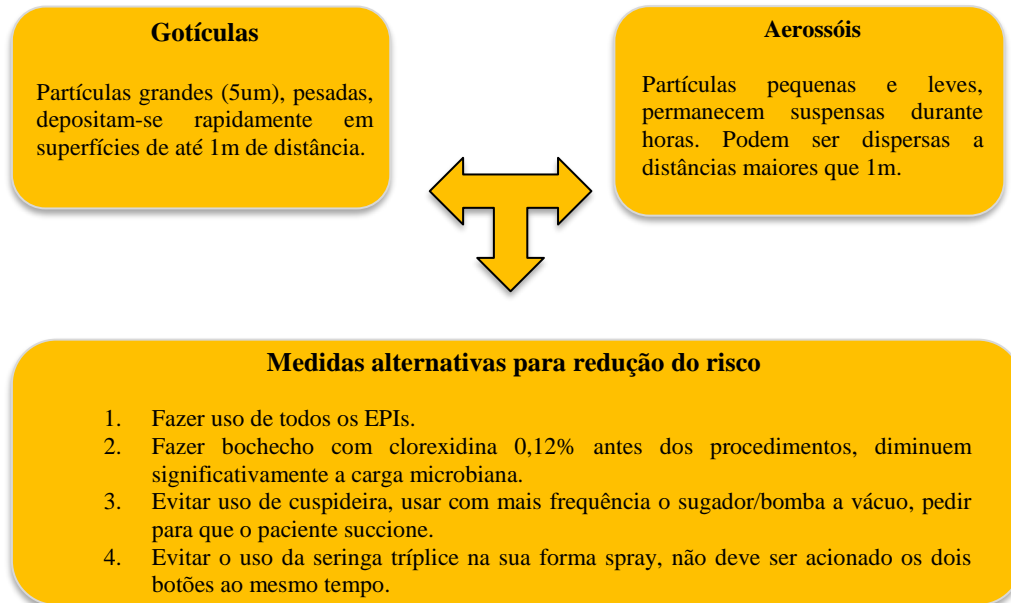 Gotículas
Partículas grandes (5um), pesadas,
depositam-se rapidamente em
superfícies de até 1m de distância.
Aerossóis
Partículas pequenas e leves,
permanecem suspensas durante
horas. Podem ser dispersas a
distâncias maiores que 1m.
Medidas alternativas para redução do risco
1. Fazer uso de todos os EPIs.
2. Fazer bochecho com clorexidina 0,12% antes dos procedimentos, diminuem
significativamente a carga microbiana.
3. Evitar uso de cuspideira, usar com mais frequência o sugador/bomba a vácuo, pedir
para que o paciente succione.
4. Evitar o uso da seringa tríplice na sua forma spray, não deve ser acionado os dois
botões ao mesmo tempo.